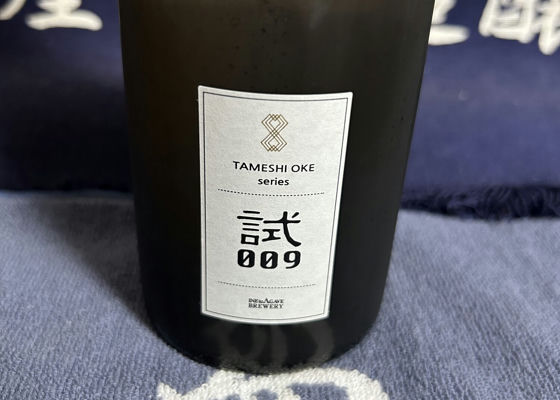 TAMESHI OKE
series
試
009
INE to AGAVE
BREWERY